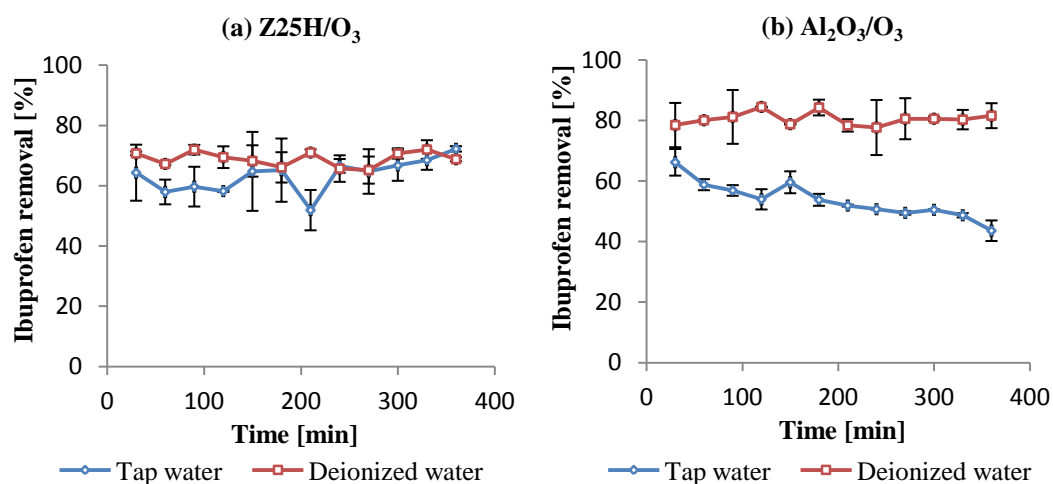 (a) Z25H/O₃
Ibuprofen removal [%]
100
80
60
40
20
0
0 100 200 300 400
Time [min]
Tap water Deionized water
(b) Al₂O₃/O₃
Ibuprofen removal [%]
100
80
60
40
20
0
0 100 200 300 400
Time [min]
Tap water Deionized water